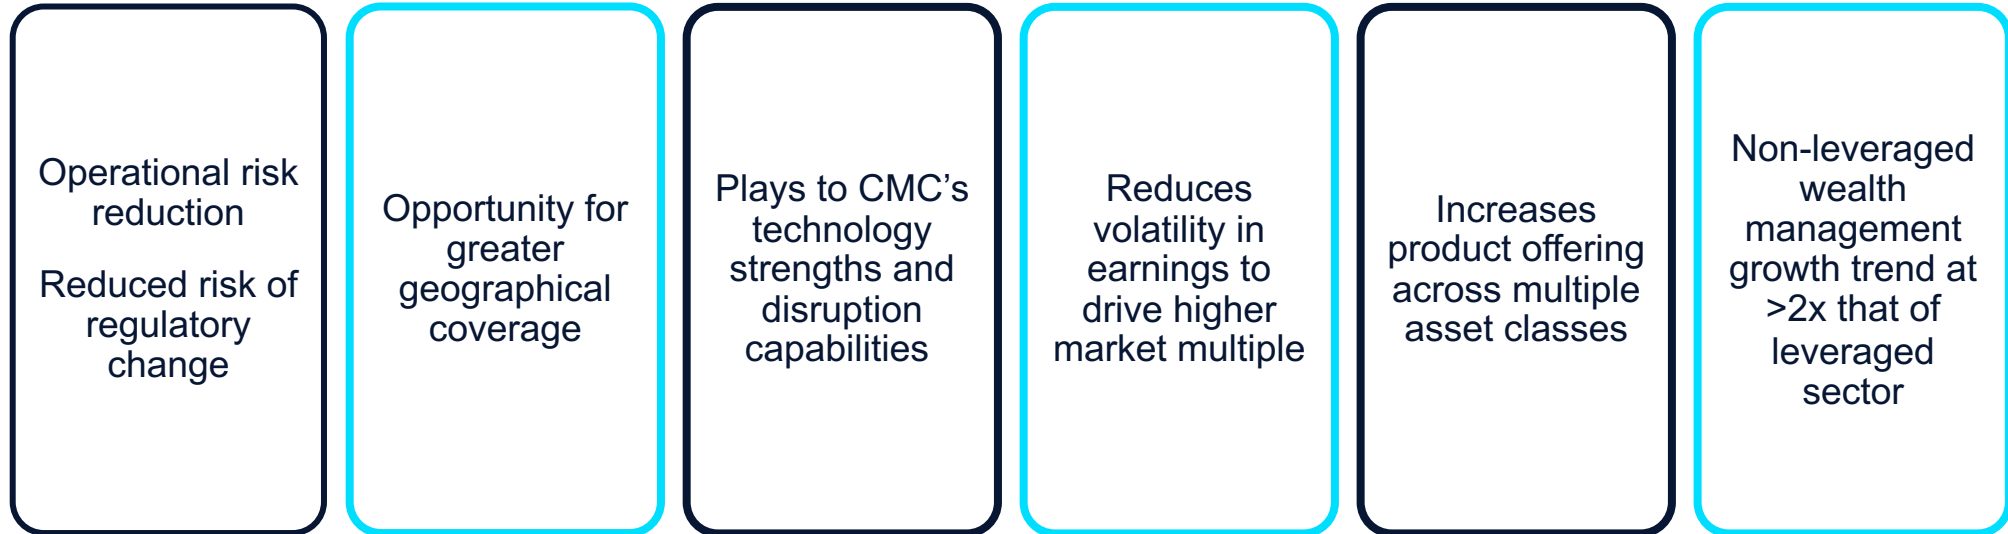 Operational risk
reduction
Reduced risk of
regulatory
change
Opportunity for
greater
geographical
coverage
Plays to CMC’s
technology
strengths and
disruption
capabilities
Reduces
volatility in
earnings to
drive higher
market multiple
Increases
product offering
across multiple
asset classes
Non-leveraged
wealth
management
growth trend at
>2x that of
leveraged
sector